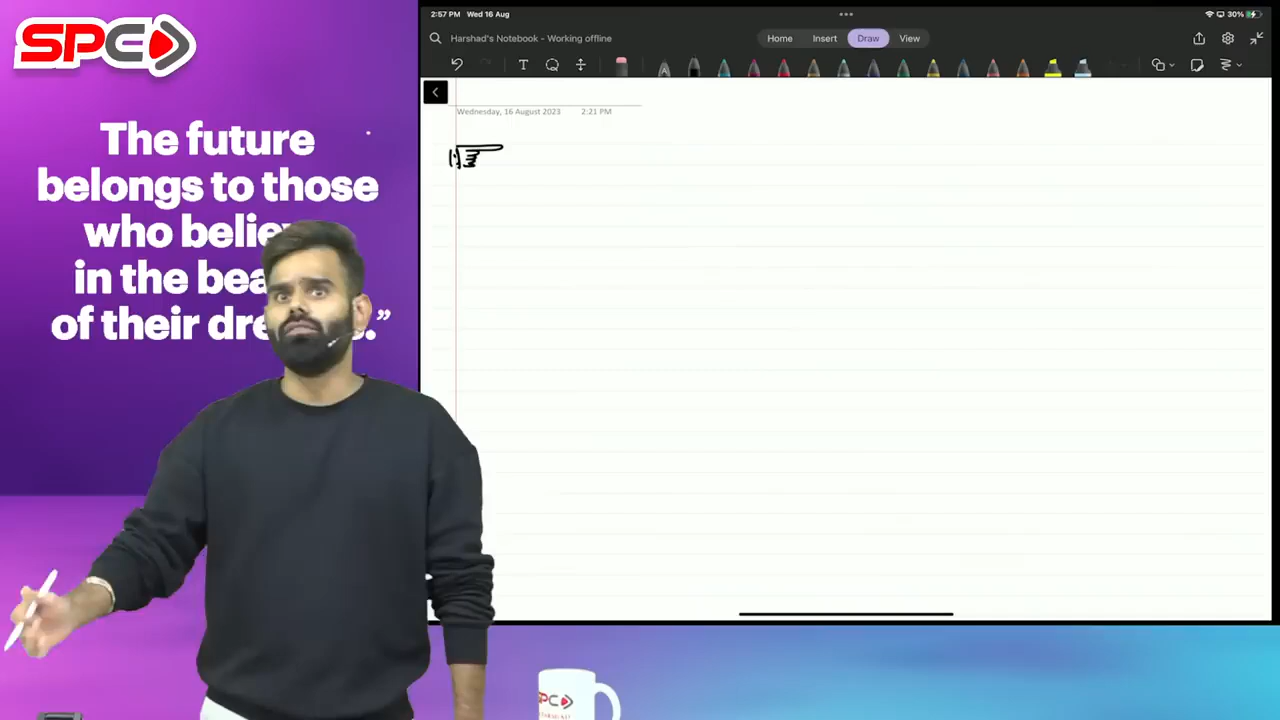 SPC
The future
belongs to those
who belie
in the bea
of their dre .”
2:57 PM Wed 16 Aug
30%
Harshad's Notebook - Working offline
Home Insert Draw View
T
A
Wednesday, 16 August 2023 2:21 PM
SPC